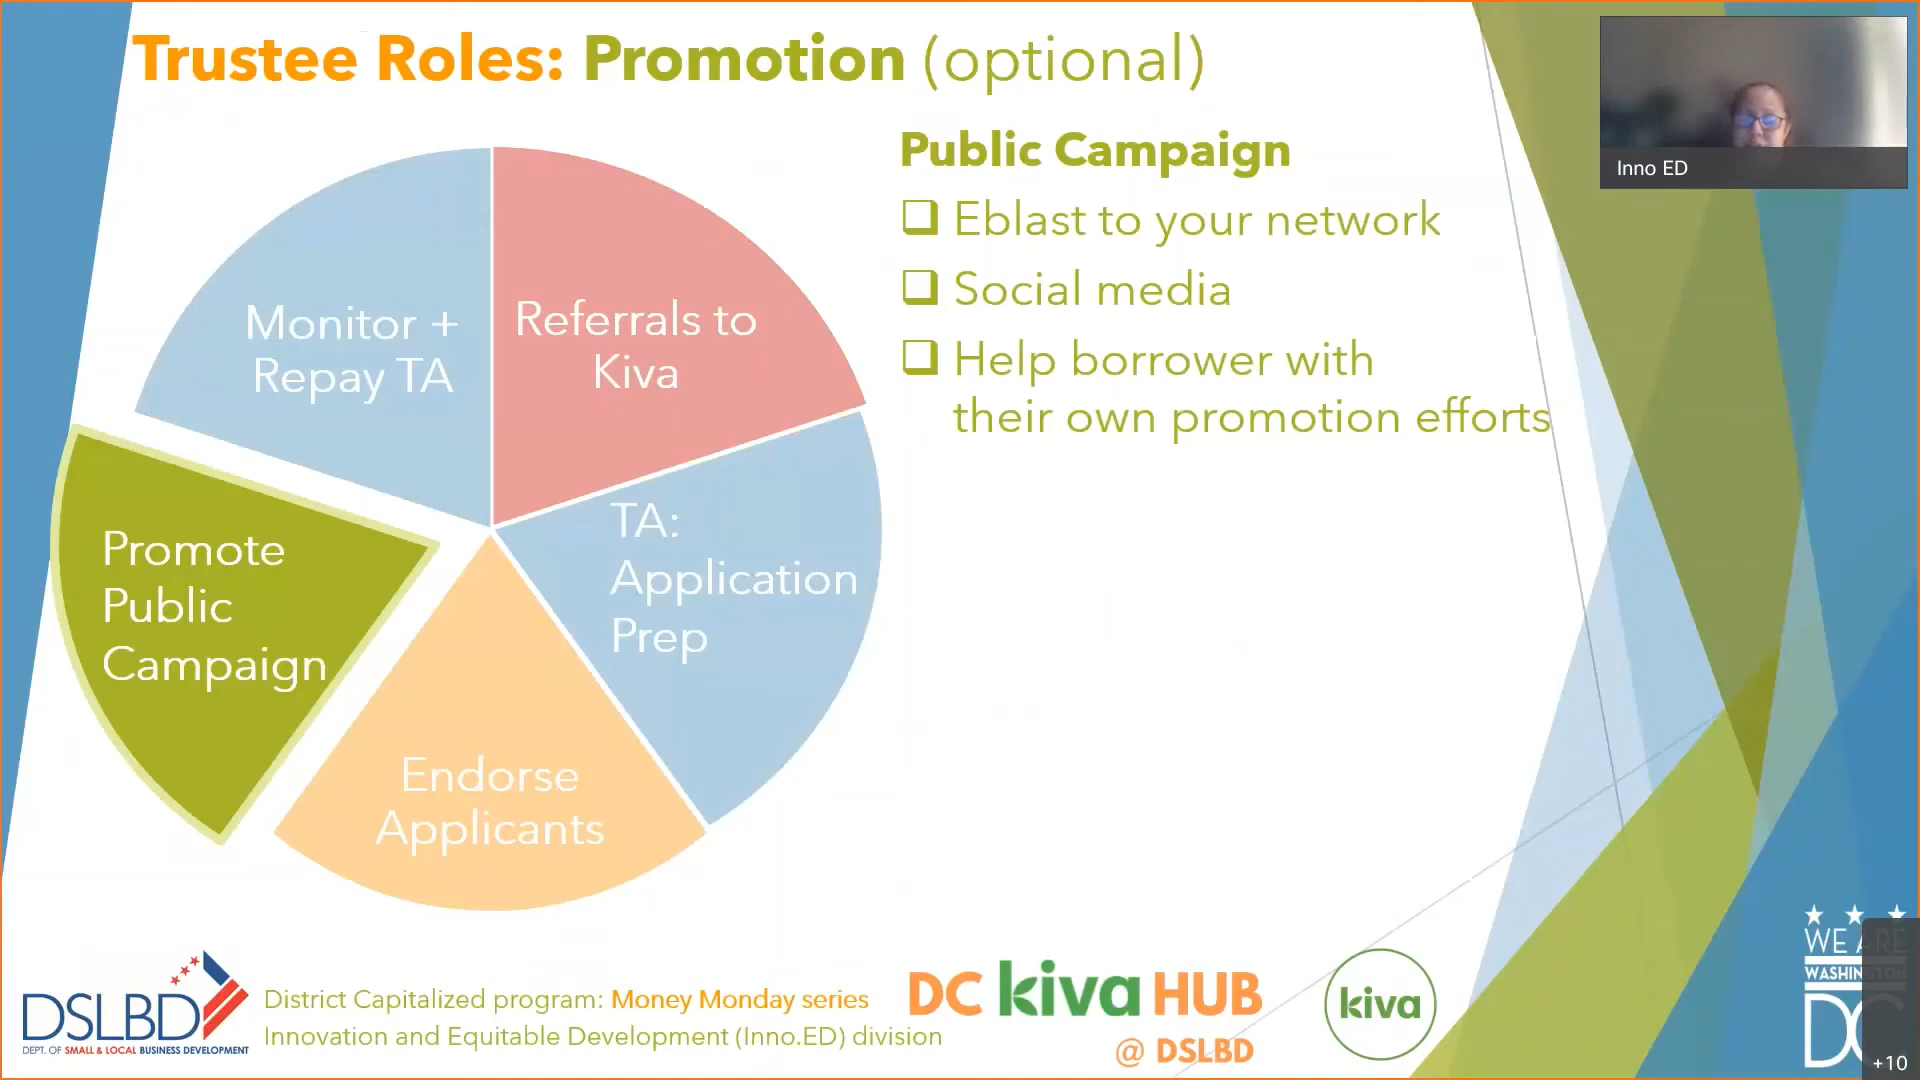 Trustee Roles: Promotion (optional)
Inno ED
Public Campaign
❑ Eblast to your network
❑ Social media
❑ Help borrower with
their own promotion efforts
Monitor +
Repay TA
Referrals to
Kiva
TA:
Application
Prep
Promote
Public
Campaign
Endorse
Applicants
DSLBD
DEPT. OF SMALL & LOCAL BUSINESS DEVELOPMENT
District Capitalized program: Money Monday series
Innovation and Equitable Development (Inno.ED) division
DC kiva HUB
@ DSLBD
kiva
WE ARE
WASHINGTON
DC
+10